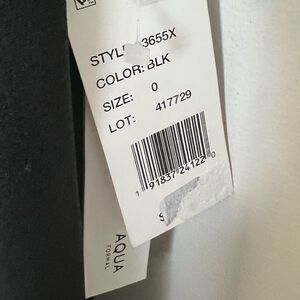 STYL 3655X
COLOR: BLK
SIZE: 0
LOT: 417729
1 91837 24122 0
AQUA
FORMAL